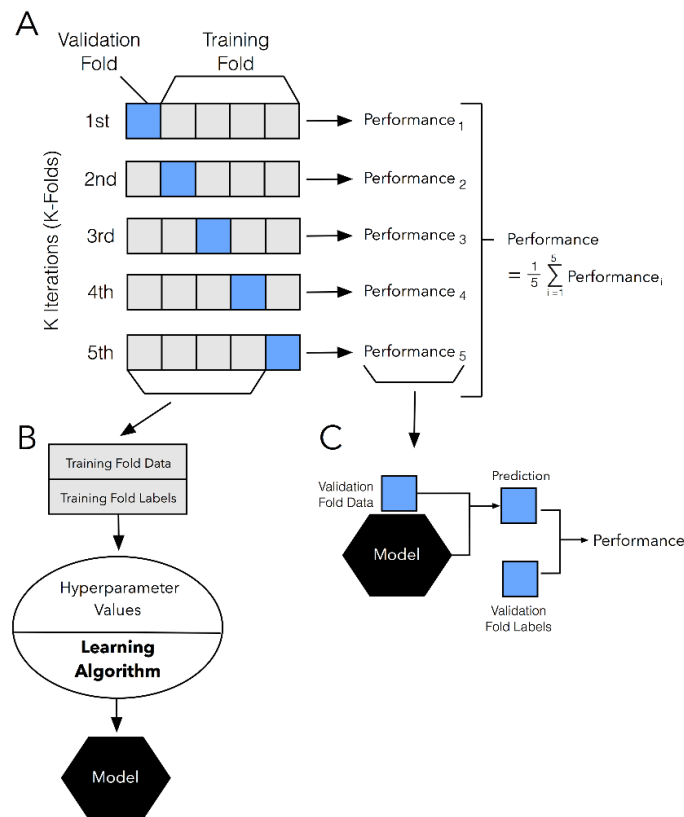 A
Validation
Fold
Training
Fold
K Iterations (K-Folds)
1st
Performance 1
2nd
Performance 2
3rd
Performance 3
4th
Performance 4
5th
Performance 5
Performance
= 1/5 5∑i=1 Performance i
B
Training Fold Data
Training Fold Labels
Hyperparameter
Values
Learning
Algorithm
Model
C
Validation
Fold Data
Model
Prediction
Validation
Fold Labels
Performance